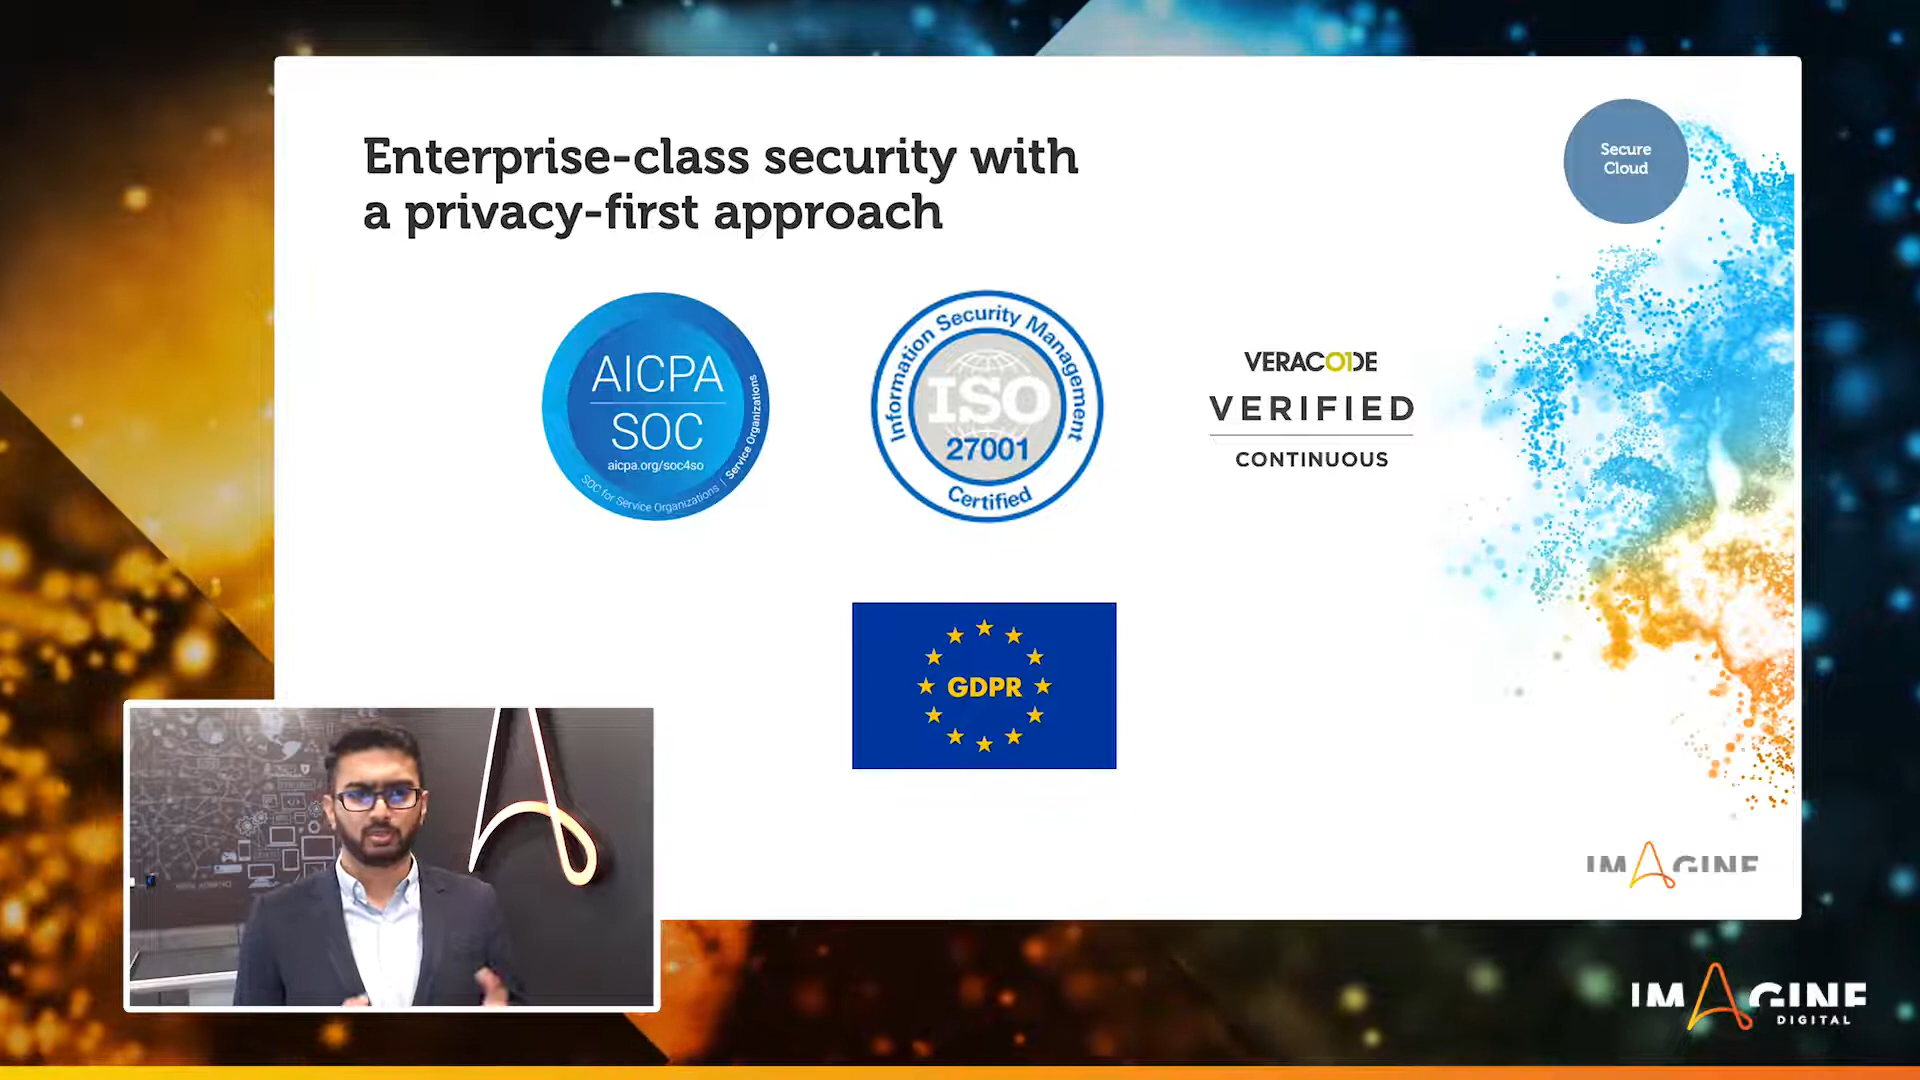 Enterprise-class security with
a privacy-first approach
Secure
Cloud
AICPA
SOC
aicpa.org/soc4so
SOC for Service Organizations | Service Organizations
Information Security Management
ISO
27001
Certified
VERACODE
VERIFIED
CONTINUOUS
GDPR
IMAGINE
IMAGINE
DIGITAL